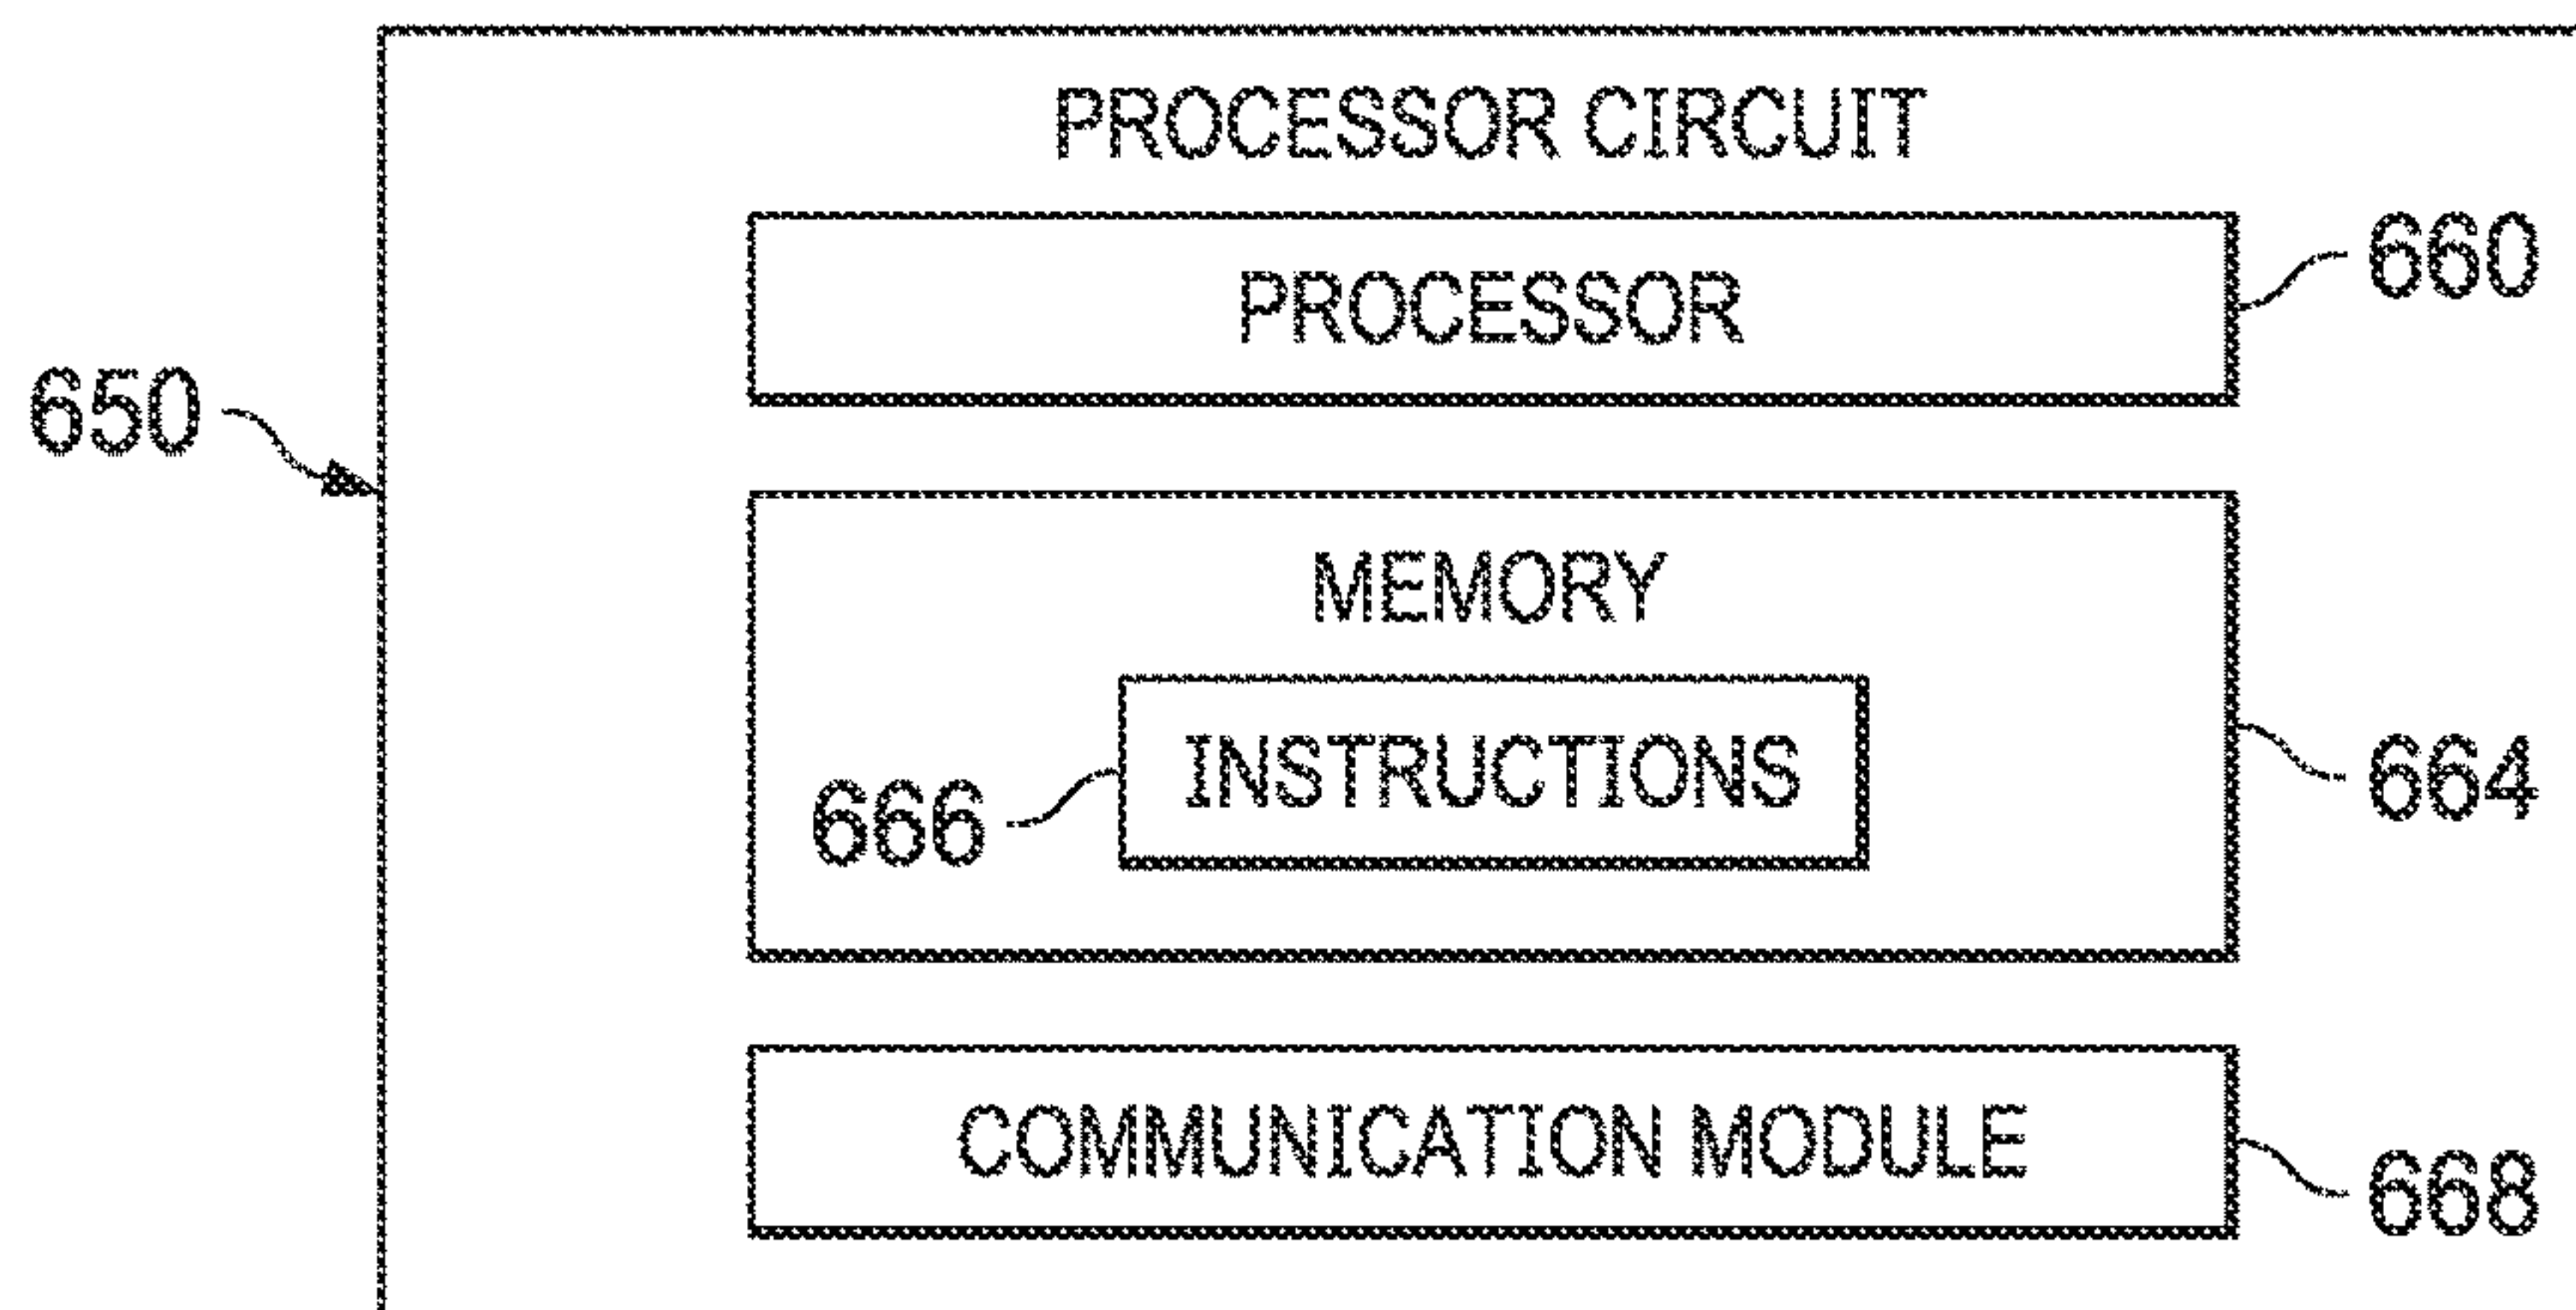 PROCESSOR CIRCUIT
PROCESSOR
660
650
MEMORY
INSTRUCTIONS
666
664
COMMUNICATION MODULE
668